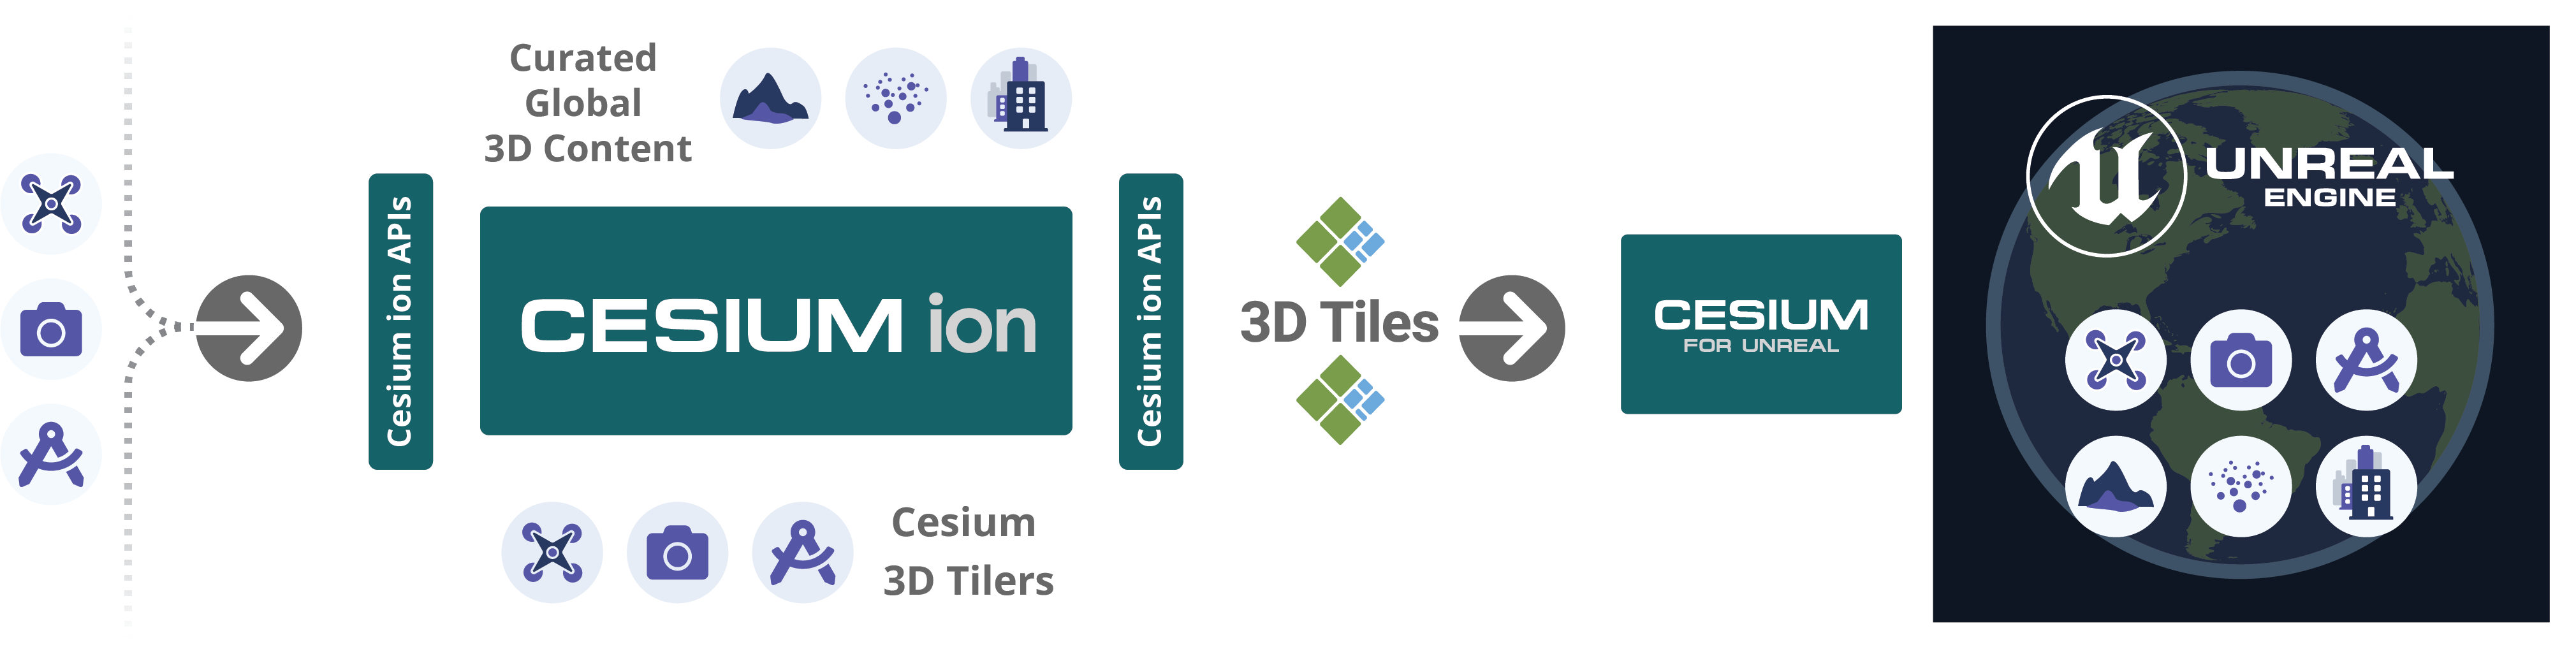 Curated
Global
3D Content
Cesium ion APIs
CESIUM ion
Cesium ion APIs
Cesium
3D Tilers
3D Tiles
CESIUM
FOR UNREAL
UNREAL
ENGINE